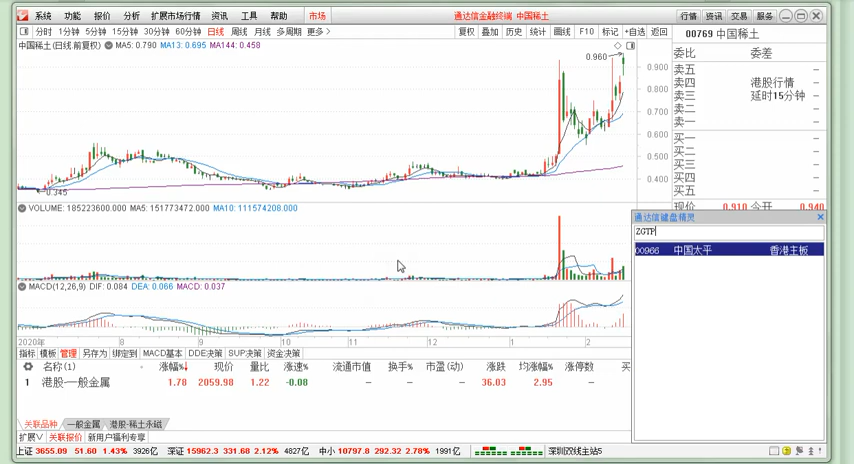 系统 功能 报价 分析 扩展市场行情 资讯 工具 帮助 市场 通达信金融终端 中国稀土 行情 资讯 交易 服务
分时 1分钟 5分钟 15分钟 30分钟 60分钟 日线 周线 月线 多周期 更多 > 复权 叠加 历史 统计 画线 F10 标记 +自选 返回
00769 中国稀土
中国稀土(日线 前复权) MA5: 0.790 MA13: 0.695 MA144: 0.458
委比 委差
0.960
0.900
0.800
0.700
0.600
0.500
0.400
0.345
卖五
卖四 港股行情
卖三 延时15分钟
卖二
卖一
买一
买二
买三
买四
买五
现价 0.910 今开 0.940
VOLUME: 185223600.000 MA5: 151773472.000 MA10: 111574208.000
通达信键盘精灵
ZGTP
00966 中国太平 香港主板
MACD(12,26,9) DIF: 0.084 DEA: 0.066 MACD: 0.037
2020年 8 9 10 11 12 1 2
指标 模板 管理 另存为 绑定到 MACD基本 DDE决策 SUP决策 资金决策
名称(1) 涨幅% 现价 量比 涨速% 流通市值 换手% 市盈(动) 涨跌 均涨幅% 涨停数 买
1 港股-一般金属 1.78 2059.98 1.22 -0.08 — — — 36.03 2.95 —
关联品种 一般金属 港股-稀土永磁
扩展∨ 关联报价 新用户福利专享
上证 3655.09 51.60 1.43% 3926亿 深证 15962.3 331.68 2.12% 4827亿 中小 10797.8 292.32 2.78% 1991亿 深圳双线主站5